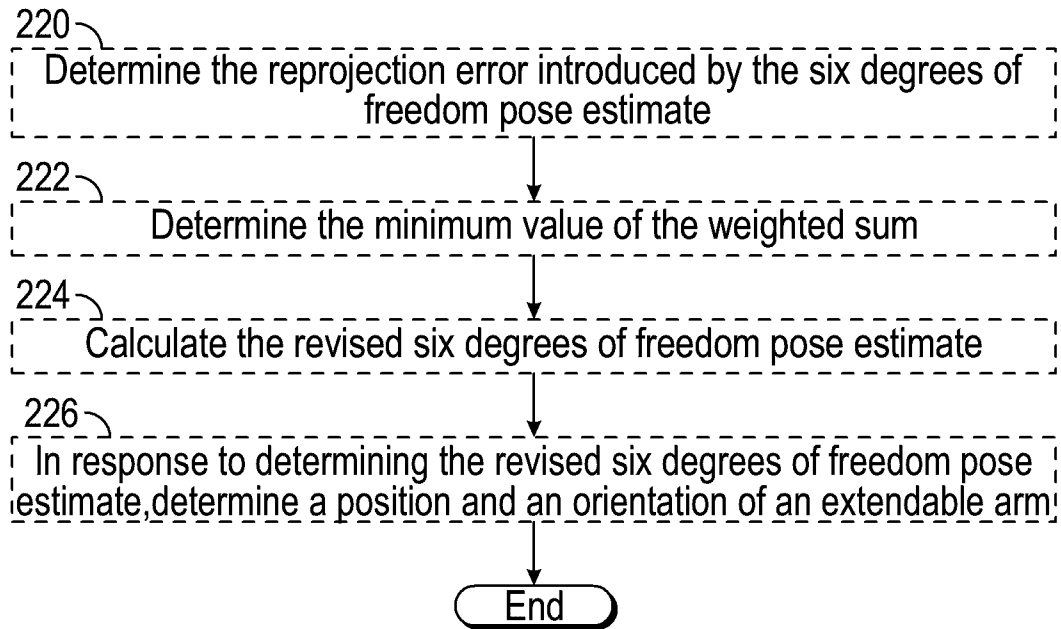 220
Determine the reprojection error introduced by the six degrees of
freedom pose estimate
222
Determine the minimum value of the weighted sum
224
Calculate the revised six degrees of freedom pose estimate
226
In response to determining the revised six degrees of freedom pose
estimate,determine a position and an orientation of an extendable arm
End